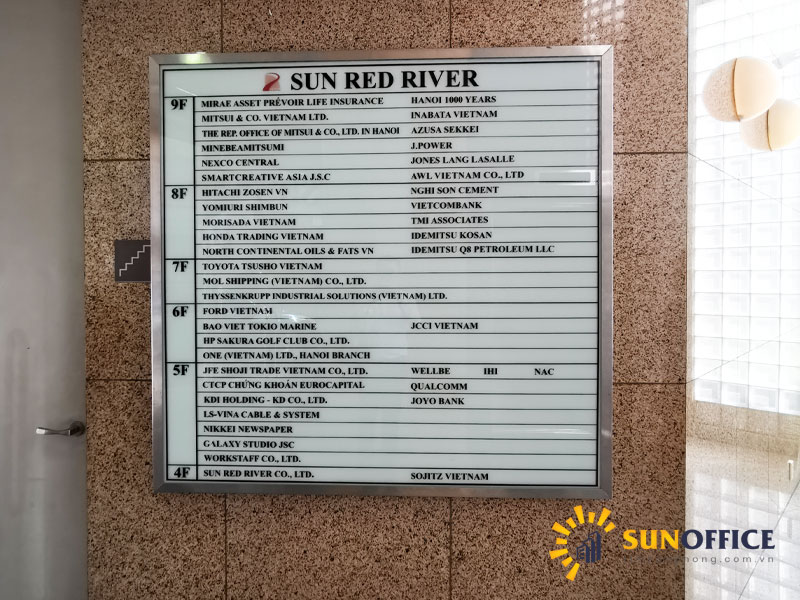 SUN RED RIVER
9F MIRAE ASSET PRÉVOIR LIFE INSURANCE HANOI 1000 YEARS
MITSUI & CO. VIETNAM LTD. INABATA VIETNAM
THE REP. OFFICE OF MITSUI & CO., LTD. IN HANOI AZUSA SEKKEI
MINEBEAMITSUMI J.POWER
NEXCO CENTRAL JONES LANG LASALLE
SMARTCREATIVE ASIA J.S.C AWL VIETNAM CO., LTD
8F HITACHI ZOSEN VN NGHI SON CEMENT
YOMIURI SHIMBUN VIETCOMBANK
MORISADA VIETNAM TMI ASSOCIATES
HONDA TRADING VIETNAM IDEMITSU KOSAN
NORTH CONTINENTAL OILS & FATS VN IDEMITSU Q8 PETROLEUM LLC
7F TOYOTA TSUSHO VIETNAM
MOL SHIPPING (VIETNAM) CO., LTD.
THYSSENKRUPP INDUSTRIAL SOLUTIONS (VIETNAM) LTD.
6F FORD VIETNAM
BAO VIET TOKIO MARINE JCCI VIETNAM
HP SAKURA GOLF CLUB CO., LTD.
ONE (VIETNAM) LTD., HANOI BRANCH
5F JFE SHOJI TRADE VIETNAM CO., LTD. WELLBE IHI NAC
CTCP CHỨNG KHOÁN EUROCAPITAL QUALCOMM
KDI HOLDING - KD CO., LTD. JOYO BANK
LS-VINA CABLE & SYSTEM
NIKKEI NEWSPAPER
GALAXY STUDIO JSC
WORKSTAFF CO., LTD.
4F SUN RED RIVER CO., LTD. SOJITZ VIETNAM
SUNOFFICE